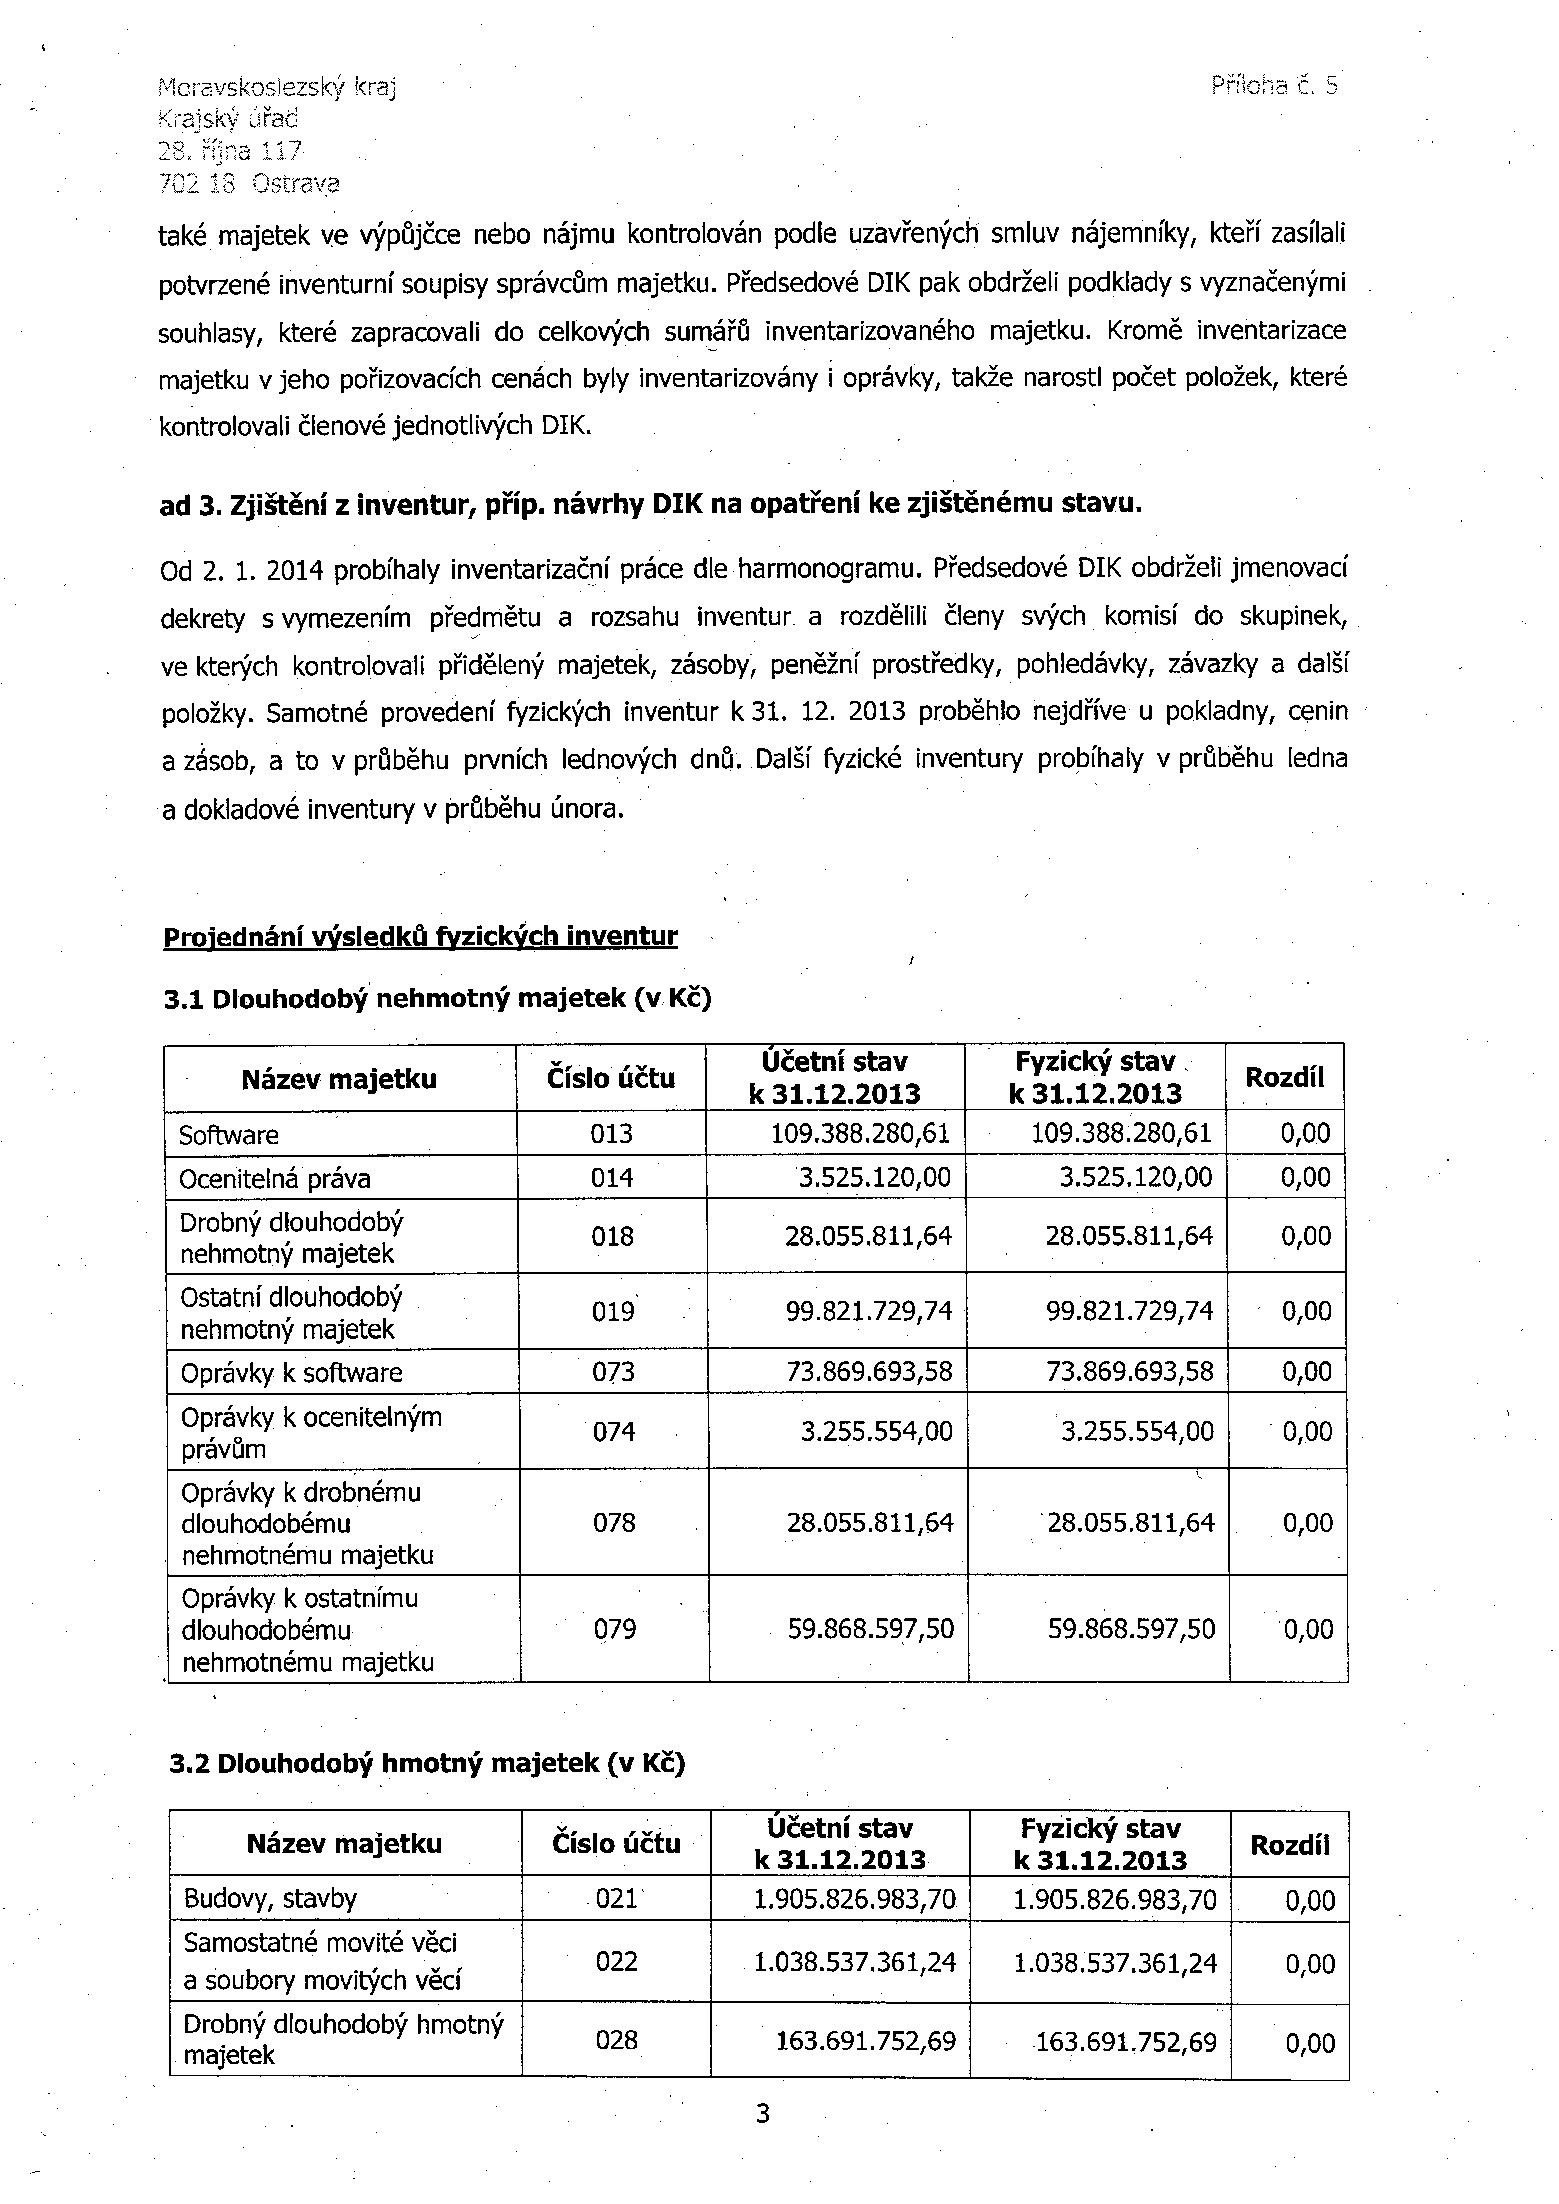 Moravskoslezský kraj Příloha č. 5
Krajský úřad
28. října 117
702 18 Ostrava
také majetek ve výpůjčce nebo nájmu kontrolován podle uzavřených smluv nájemníky, kteří zasílali
potvrzené inventurní soupisy správcům majetku. Předsedové DIK pak obdrželi podklady s vyznačenými
souhlasy, které zapracovali do celkových sumářů inventarizovaného majetku. Kromě inventarizace
majetku v jeho pořizovacích cenách byly inventarizovány i oprávky, takže narostl počet položek, které
kontrolovali členové jednotlivých DIK.
ad 3. Zjištění z inventur, příp. návrhy DIK na opatření ke zjištěnému stavu.
Od 2. 1. 2014 probíhaly inventarizační práce dle harmonogramu. Předsedové DIK obdrželi jmenovací
dekrety s vymezením předmětu a rozsahu inventur a rozdělili členy svých komisí do skupinek,
ve kterých kontrolovali přidělený majetek, zásoby, peněžní prostředky, pohledávky, závazky a další
položky. Samotné provedení fyzických inventur k 31. 12. 2013 proběhlo nejdříve u pokladny, cenin
a zásob, a to v průběhu prvních lednových dnů. Další fyzické inventury probíhaly v průběhu ledna
a dokladové inventury v průběhu února.
Projednání výsledků fyzických inventur
3.1 Dlouhodobý nehmotný majetek (v Kč)
Název majetku Číslo účtu Účetní stav k 31.12.2013 Fyzický stav k 31.12.2013 Rozdíl
Software 013 109.388.280,61 109.388.280,61 0,00
Ocenitelná práva 014 3.525.120,00 3.525.120,00 0,00
Drobný dlouhodobý
nehmotný majetek 018 28.055.811,64 28.055.811,64 0,00
Ostatní dlouhodobý
nehmotný majetek 019 99.821.729,74 99.821.729,74 0,00
Oprávky k software 073 73.869.693,58 73.869.693,58 0,00
Oprávky k ocenitelným
právům 074 3.255.554,00 3.255.554,00 0,00
Oprávky k drobnému
dlouhodobému 078 28.055.811,64 28.055.811,64 0,00
nehmotnému majetku
Oprávky k ostatnímu
dlouhodobému 079 59.868.597,50 59.868.597,50 0,00
nehmotnému majetku
3.2 Dlouhodobý hmotný majetek (v Kč)
Název majetku Číslo účtu Účetní stav k 31.12.2013 Fyzický stav k 31.12.2013 Rozdíl
Budovy, stavby 021 1.905.826.983,70 1.905.826.983,70 0,00
Samostatné movité věci
a soubory movitých věcí 022 1.038.537.361,24 1.038.537.361,24 0,00
Drobný dlouhodobý hmotný
majetek 028 163.691.752,69 163.691.752,69 0,00
3